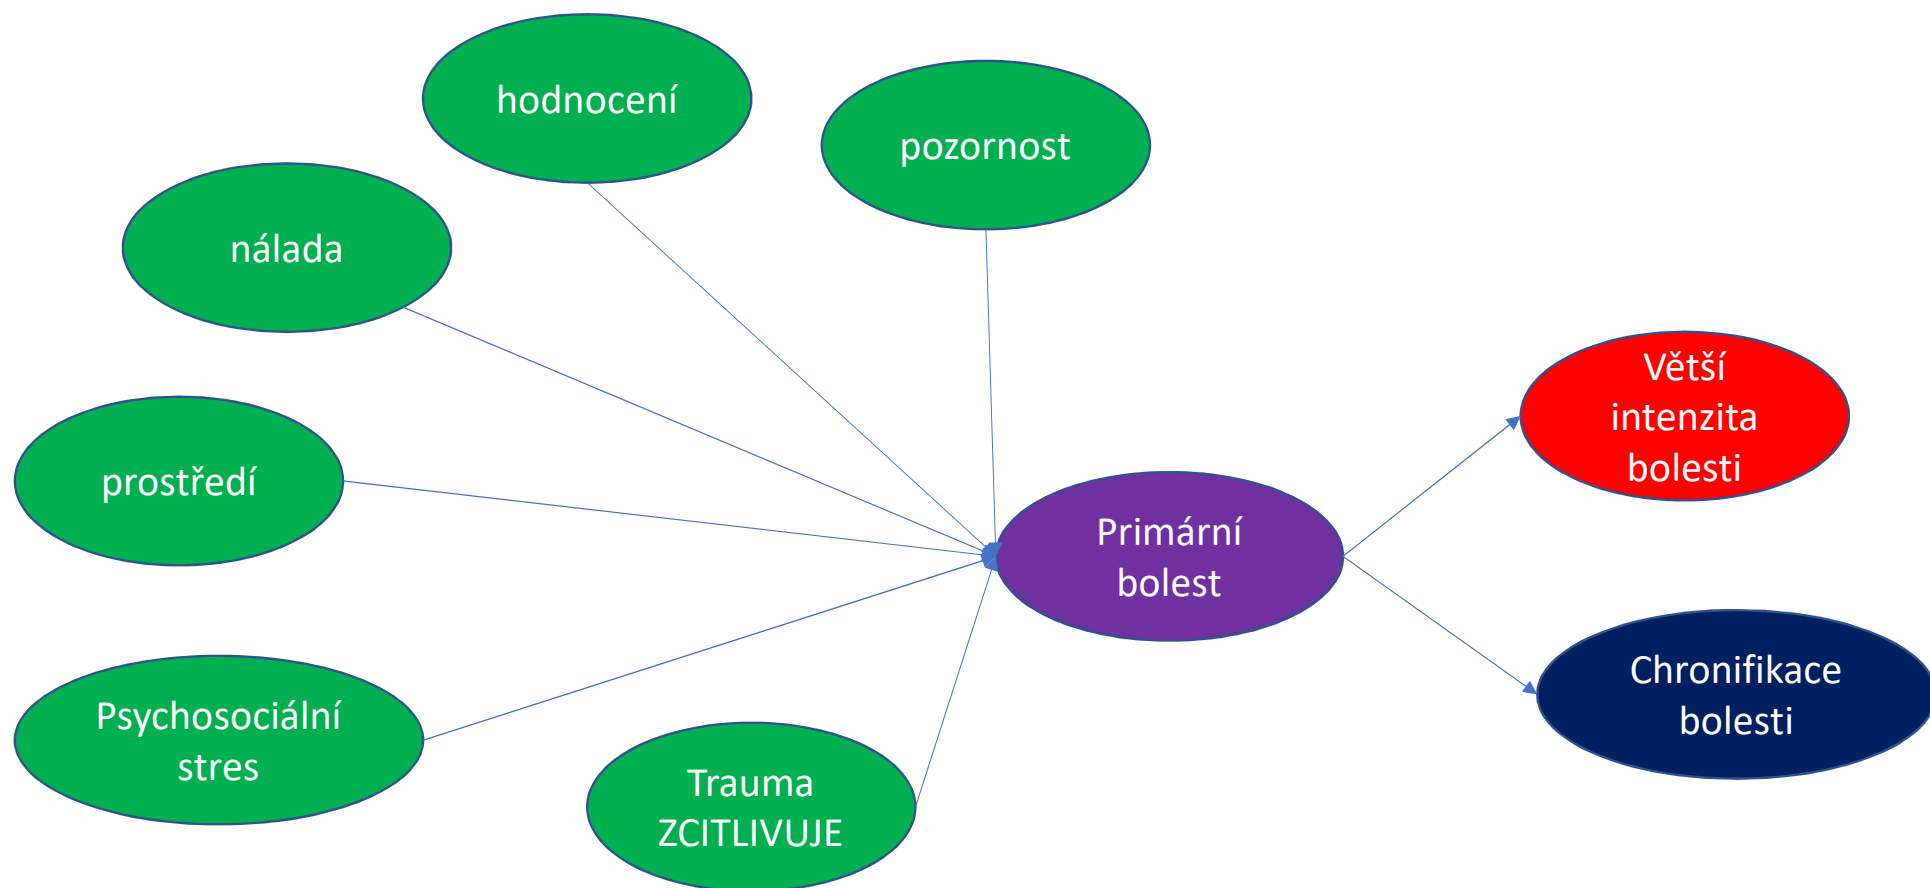 hodnocení
pozornost
nálada
prostředí
Psychosociální
stres
Trauma
ZCITLIVUJE
Primární
bolest
Větší
intenzita
bolesti
Chronifikace
bolesti